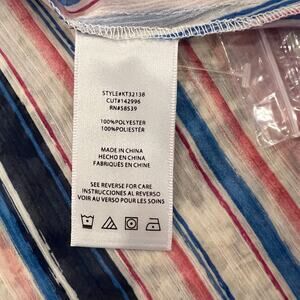 STYLE#KT32138
CUT#142996
RN#58539
100%POLYESTER
100%POLIÉSTER
MADE IN CHINA
HECHO EN CHINA
FABRIQUÉS EN CHINE
SEE REVERSE FOR CARE
INSTRUCCIONES AL REVERSO
VOIR AU VERSO POUR LES SOINS